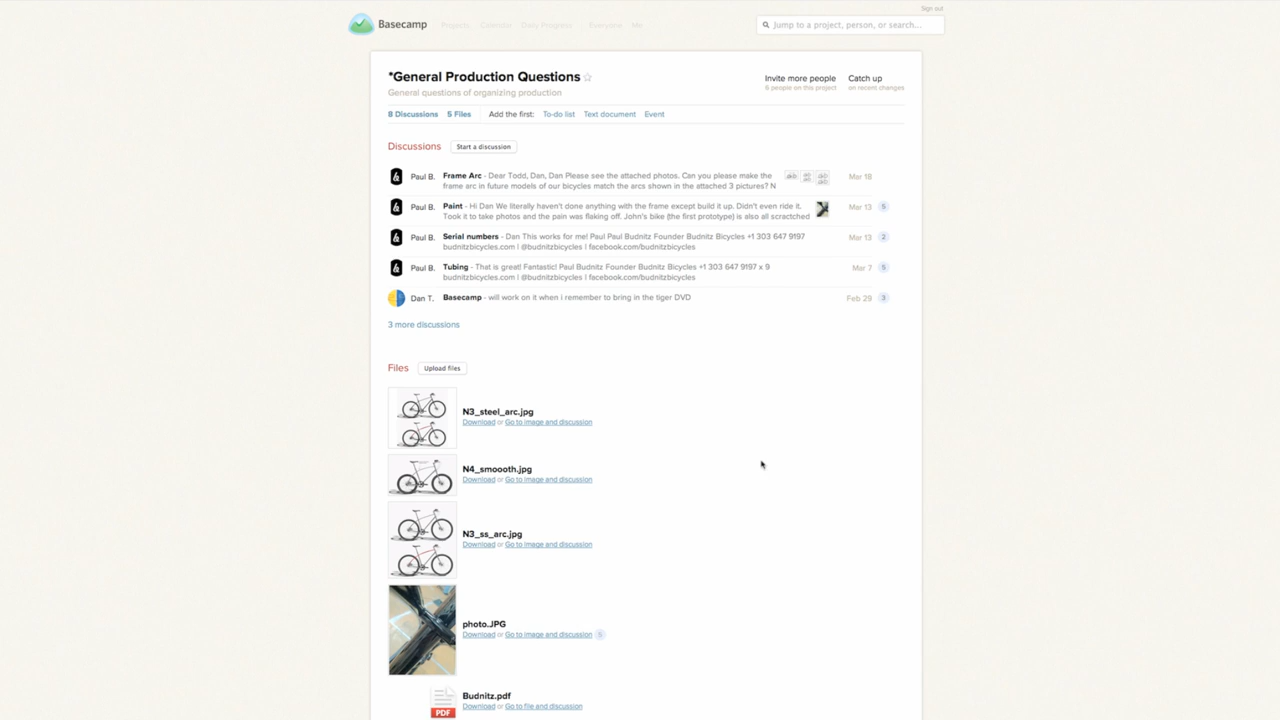 Sign out
Basecamp Projects Calendar Daily Progress Everyone Me
Jump to a project, person, or search...
*General Production Questions
Invite more people Catch up
General questions of organizing production
6 people on this project on recent changes
8 Discussions 5 Files Add the first: To-do list Text document Event
Discussions Start a discussion
Paul B. Frame Arc - Dear Todd, Dan, Dan Please see the attached photos. Can you please make the Mar 18
frame arc in future models of our bicycles match the arcs shown in the attached 3 pictures? N
Paul B. Paint - Hi Dan We literally haven't done anything with the frame except build it up. Didn't even ride it. Mar 13 5
Took it to take photos and the pain was flaking off. John's bike (the first prototype) is also all scractched
Paul B. Serial numbers - Dan This works for me! Paul Paul Budnitz Founder Budnitz Bicycles +1 303 647 9197 Mar 13 2
budnitzbicycles.com | @budnitzbicycles | facebook.com/budnitzbicycles
Paul B. Tubing - That is great! Fantastic! Paul Budnitz Founder Budnitz Bicycles +1 303 647 9197 x 9 Mar 7 5
budnitzbicycles.com | @budnitzbicycles | facebook.com/budnitzbicycles
Dan T. Basecamp - will work on it when i remember to bring in the tiger DVD Feb 29 3
3 more discussions
Files Upload files
N3_steel_arc.jpg
Download or Go to image and discussion
N4_smoooth.jpg
Download or Go to image and discussion
N3_ss_arc.jpg
Download or Go to image and discussion
photo.JPG
Download or Go to image and discussion 5
Budnitz.pdf
Download or Go to file and discussion
PDF